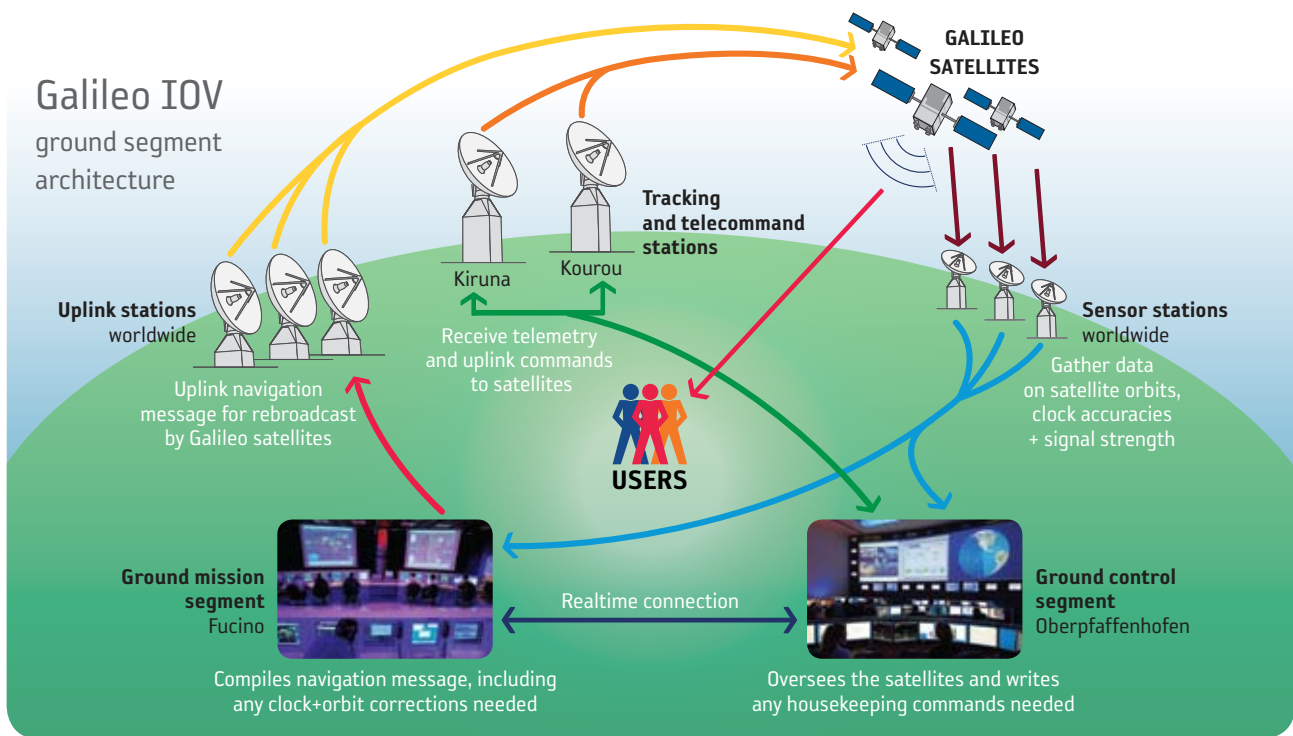 Galileo IOV
ground segment
architecture
GALILEO
SATELLITES
Tracking
and telecommand
stations
Kiruna
Kourou
Uplink stations
worldwide
Receive telemetry
and uplink commands
to satellites
Sensor stations
worldwide
Uplink navigation
message for rebroadcast
by Galileo satellites
Gather data
on satellite orbits,
clock accuracies
+ signal strength
USERS
Ground mission
segment
Fucino
Realtime connection
Ground control
segment
Oberpfaffenhofen
Compiles navigation message, including
any clock+orbit corrections needed
Oversees the satellites and writes
any housekeeping commands needed